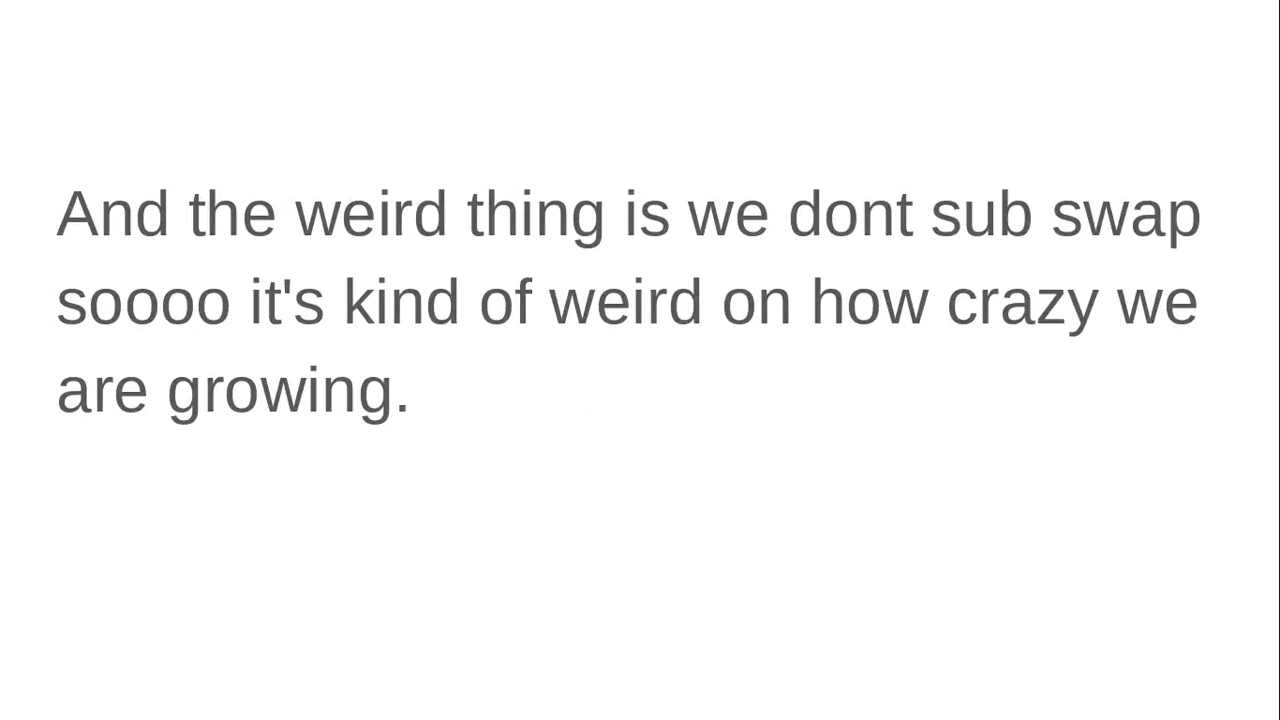 And the weird thing is we dont sub swap
soooo it's kind of weird on how crazy we
are growing.